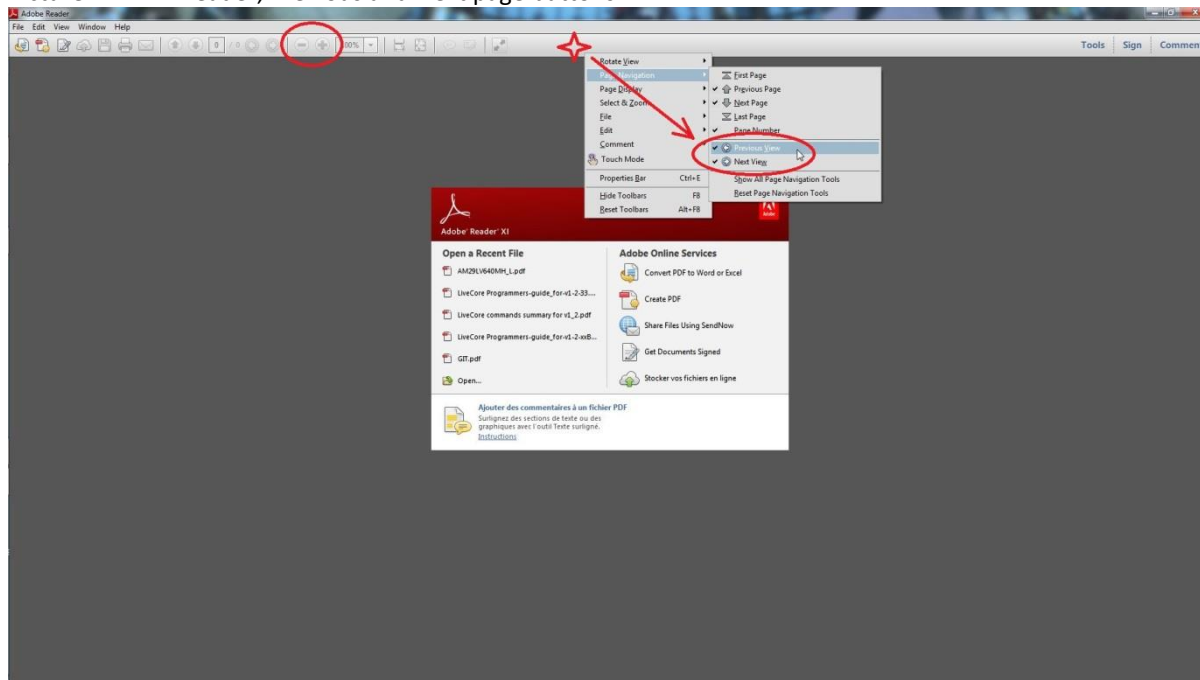 Adobe Reader
File Edit View Window Help
0 / 0
Tools Sign Commen
Rotate View
Page Navigation
Page Display
Select & Zoom
File
Edit
Comment
Touch Mode
Properties Bar Ctrl+E
Hide Toolbars F8
Reset Toolbars Alt+F8
First Page
Previous Page
Next Page
Last Page
Page Number
Previous View
Next View
Show All Page Navigation Tools
Reset Page Navigation Tools
Adobe Reader XI
Adobe
Open a Recent File
AM29LV640MH_L.pdf
LiveCore Programmers-guide_for-v1-2-33....
LiveCore commands summary for v1_2.pdf
LiveCore Programmers-guide_for-v1-2-xxB...
GIT.pdf
Open...
Adobe Online Services
Convert PDF to Word or Excel
Create PDF
Share Files Using SendNow
Get Documents Signed
Stocker vos fichiers en ligne
Ajouter des commentaires à un fichier PDF
Surlignez des sections de texte ou des
graphiques avec l'outil Texte surligné.
Instructions